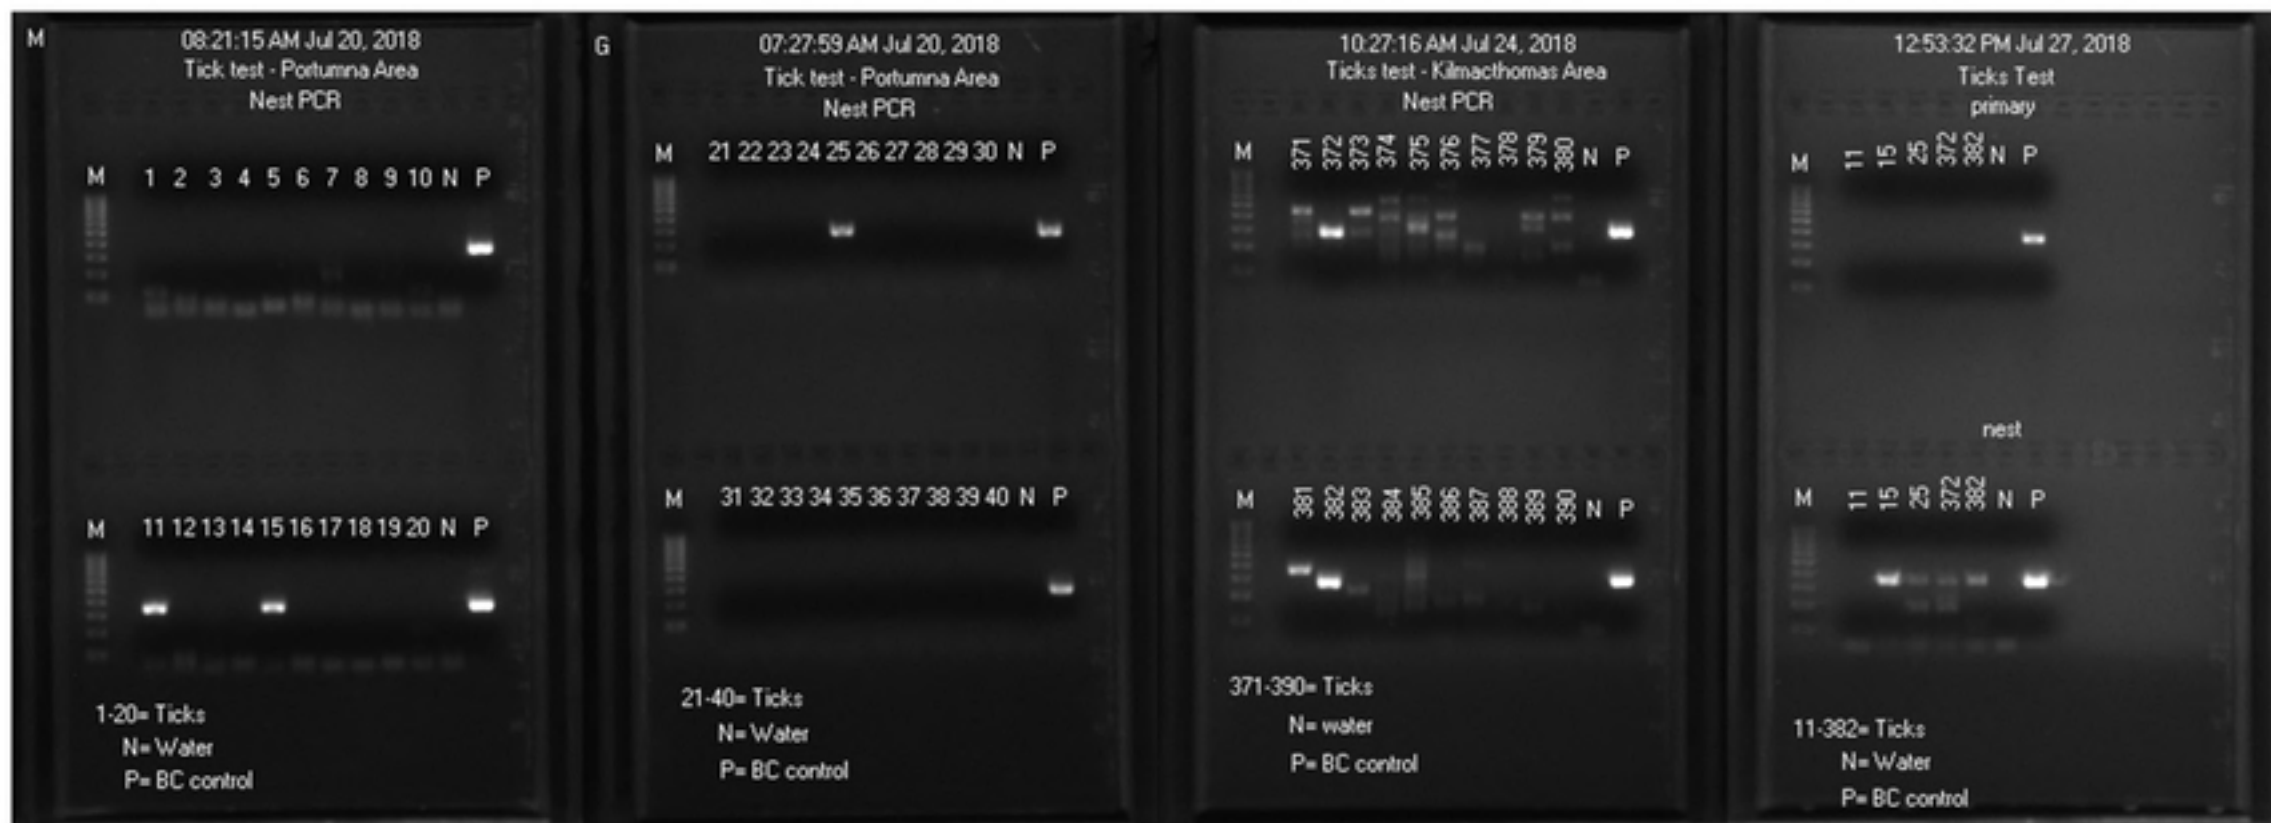 M
08:21:15 AM Jul 20, 2018
Tick test - Portumna Area
Nest PCR
M 1 2 3 4 5 6 7 8 9 10 N P
M 11 12 13 14 15 16 17 18 19 20 N P
1-20= Ticks
N= Water
P= BC control
G
07:27:59 AM Jul 20, 2018
Tick test - Portumna Area
Nest PCR
M 21 22 23 24 25 26 27 28 29 30 N P
M 31 32 33 34 35 36 37 38 39 40 N P
21-40= Ticks
N= Water
P= BC control
10:27:16 AM Jul 24, 2018
Ticks test - Kilmacthomas Area
Nest PCR
M 371 372 373 374 375 376 377 378 379 380 N P
M 381 382 383 384 385 386 387 388 389 390 N P
371-390= Ticks
N= water
P= BC control
12:53:32 PM Jul 27, 2018
Ticks Test
primary
M 11 15 25 372 382 N P
nest
M 11 15 25 372 382 N P
11-382= Ticks
N= Water
P= BC control